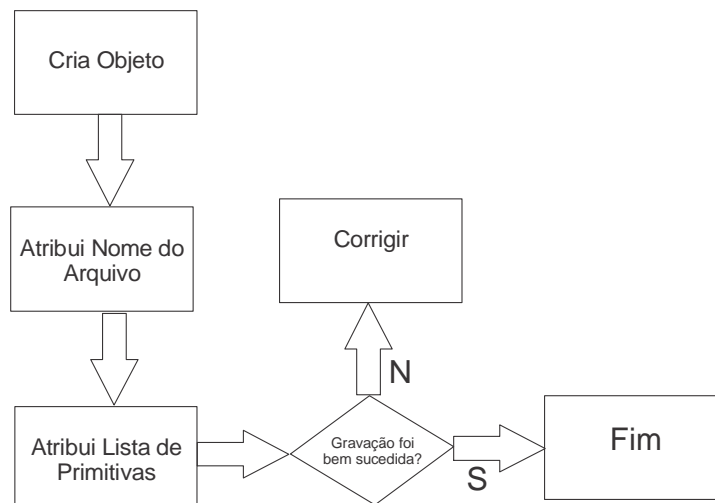 Cria Objeto
Atribui Nome do
Arquivo
Corrigir
N
Atribui Lista de
Primitivas
Gravação foi
bem sucedida?
S
Fim